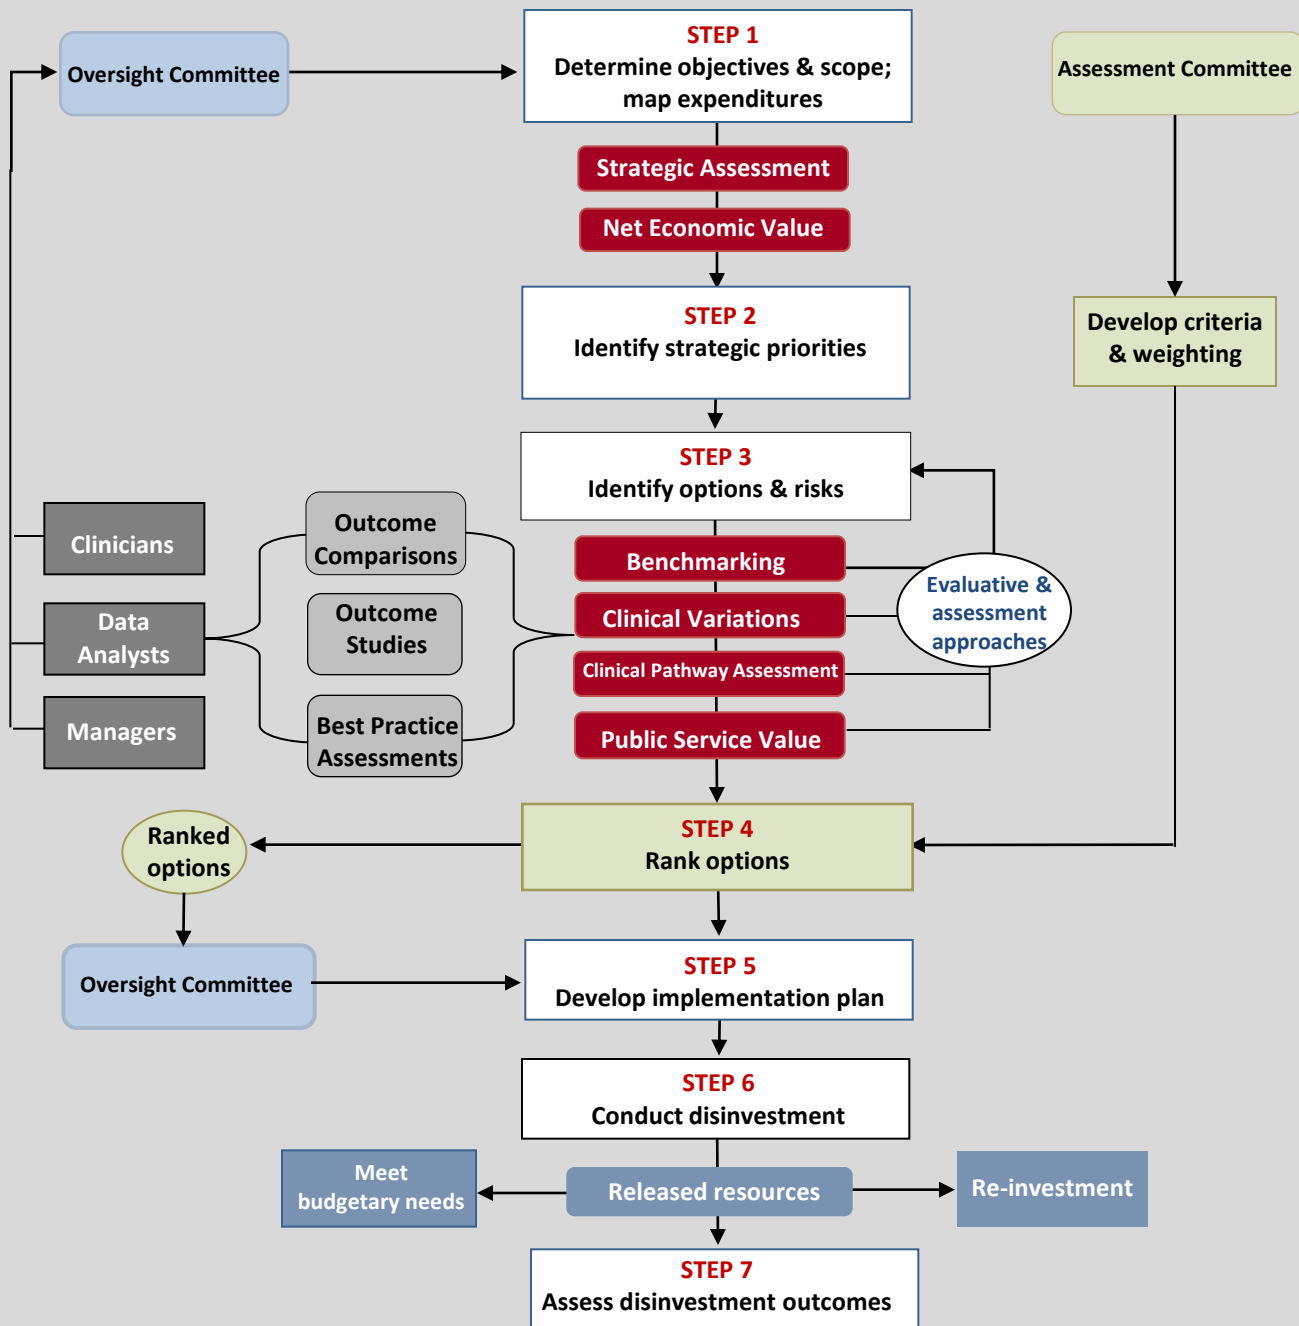 Oversight Committee
STEP 1
Determine objectives & scope;
map expenditures
Assessment Committee
Strategic Assessment
Net Economic Value
STEP 2
Identify strategic priorities
Develop criteria
& weighting
STEP 3
Identify options & risks
Clinicians
Data
Analysts
Managers
Outcome
Comparisons
Outcome
Studies
Best Practice
Assessments
Benchmarking
Clinical Variations
Clinical Pathway Assessment
Public Service Value
Evaluative &
assessment
approaches
Ranked
options
STEP 4
Rank options
Oversight Committee
STEP 5
Develop implementation plan
STEP 6
Conduct disinvestment
Meet
budgetary needs
Released resources
Re-investment
STEP 7
Assess disinvestment outcomes